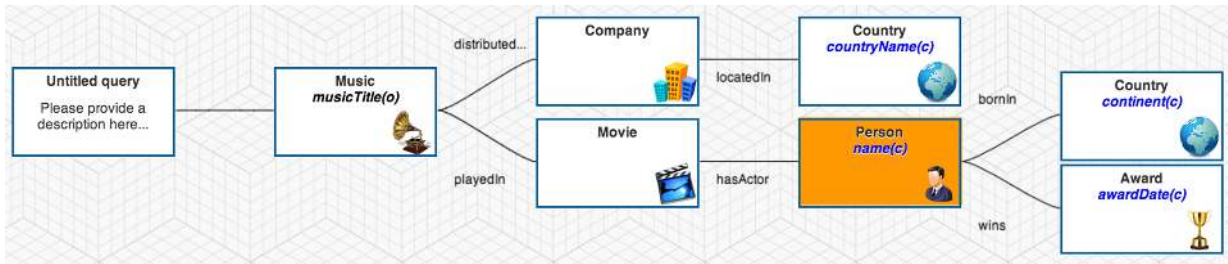 Untitled query
Please provide a
description here...
Music
musicTitle(o)
distributed...
playedIn
Company
Movie
locatedIn
hasActor
Country
countryName(c)
Person
name(c)
bornIn
wins
Country
continent(c)
Award
awardDate(c)